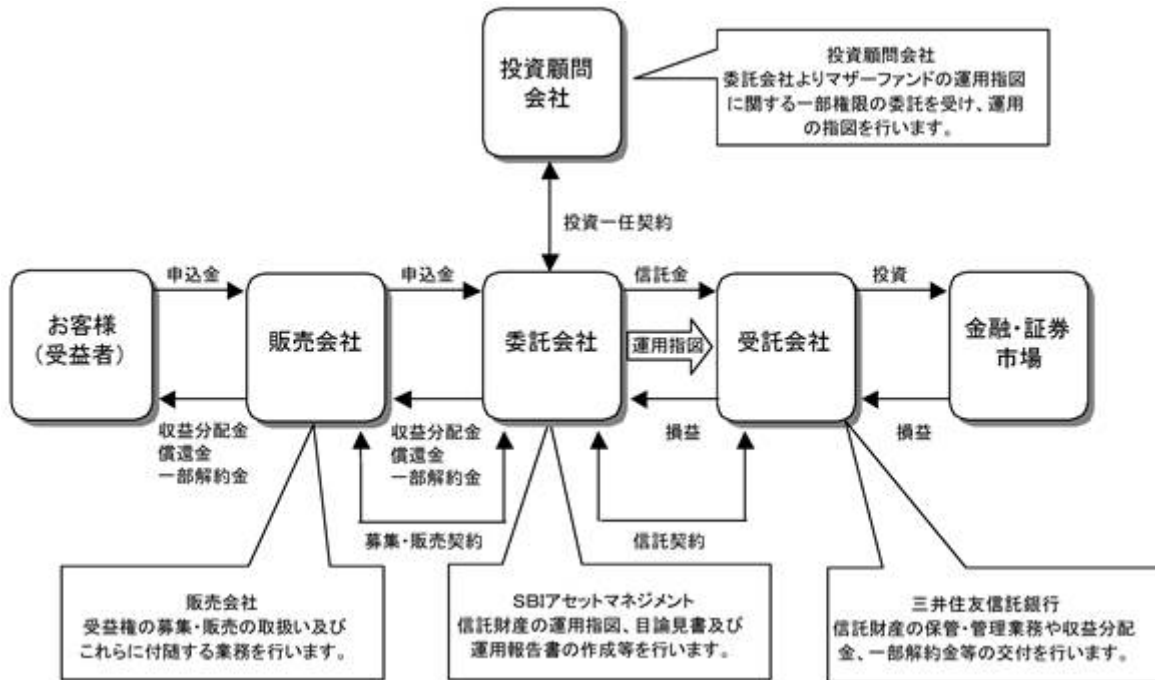 投資顧問
会社
投資顧問会社
委託会社よりマザーファンドの運用指図
に関する一部権限の委託を受け、運用
の指図を行います。
投資一任契約
申込金
申込金
信託金
投資
お客様
(受益者)
販売会社
委託会社
運用指図
受託会社
金融・証券
市場
収益分配金
償還金
一部解約金
収益分配金
償還金
一部解約金
損益
損益
募集・販売契約
信託契約
販売会社
受益権の募集・販売の取扱い及び
これらに付随する業務を行います。
SBIアセットマネジメント
信託財産の運用指図、目論見書及び
運用報告書の作成等を行います。
三井住友信託銀行
信託財産の保管・管理業務や収益分配
金、一部解約金等の交付を行います。